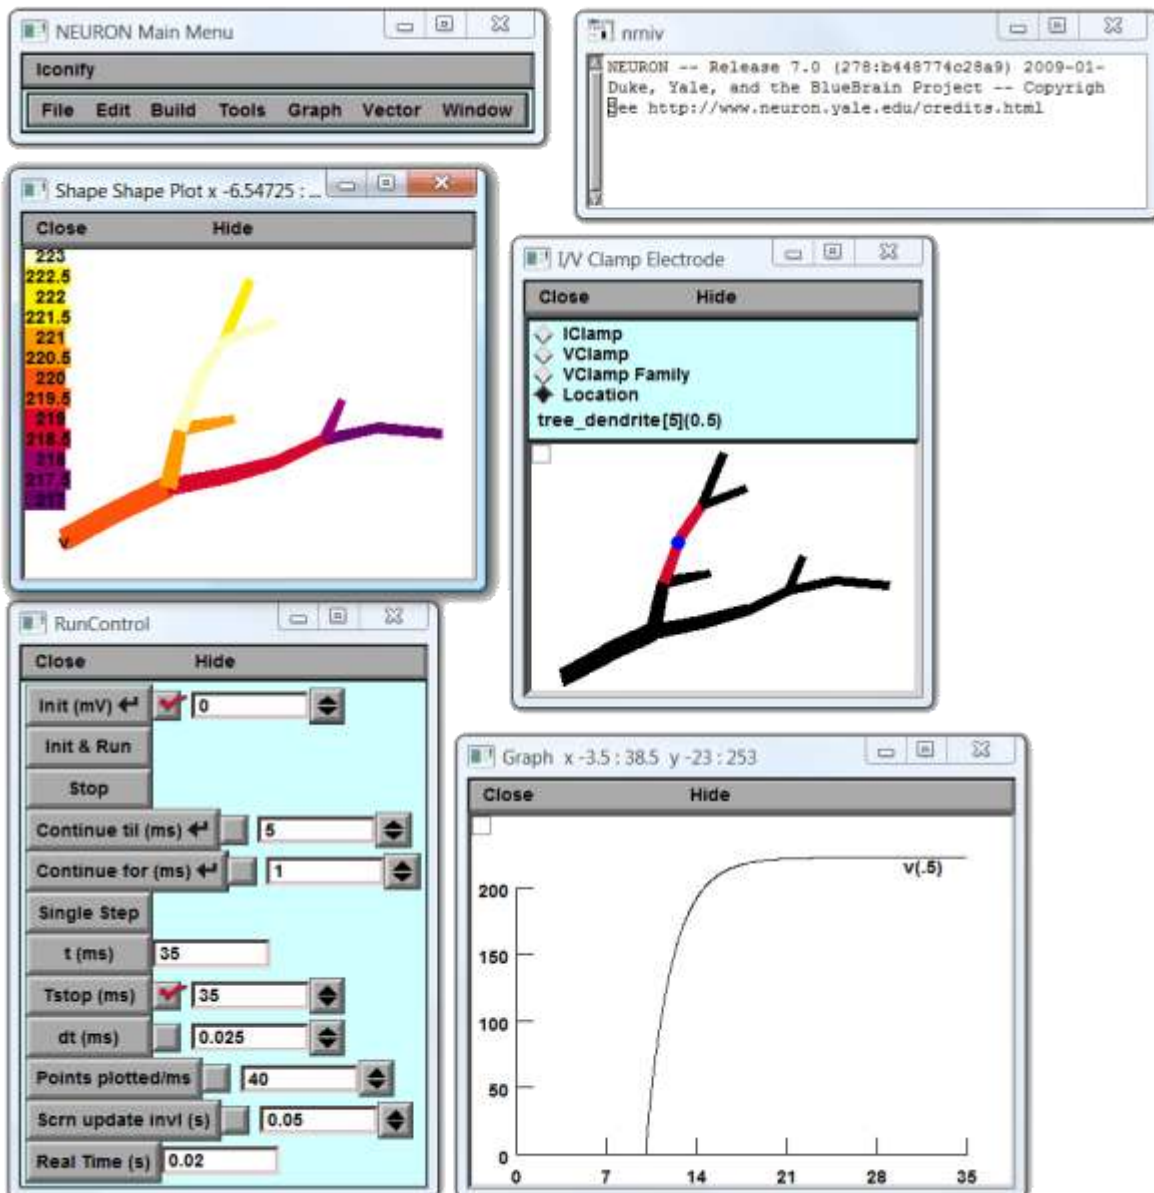 NEURON Main Menu
Iconify
File Edit Build Tools Graph Vector Window
nrniv
NEURON -- Release 7.0 (278:b448774c28a9) 2009-01-
Duke, Yale, and the BlueBrain Project -- Copyrigh
See http://www.neuron.yale.edu/credits.html
Shape Shape Plot x -6.54725 : ...
Close Hide
223
222.5
222
221.5
221
220.5
220
219.5
219
218.5
218
217.5
217
v
I/V Clamp Electrode
Close Hide
IClamp
VClamp
VClamp Family
Location
tree_dendrite[5](0.5)
RunControl
Close Hide
Init (mV) 0
Init & Run
Stop
Continue til (ms) 5
Continue for (ms) 1
Single Step
t (ms) 35
Tstop (ms) 35
dt (ms) 0.025
Points plotted/ms 40
Scrn update invl (s) 0.05
Real Time (s) 0.02
Graph x -3.5 : 38.5 y -23 : 253
Close Hide
v(.5)
200
150
100
50
0
0 7 14 21 28 35